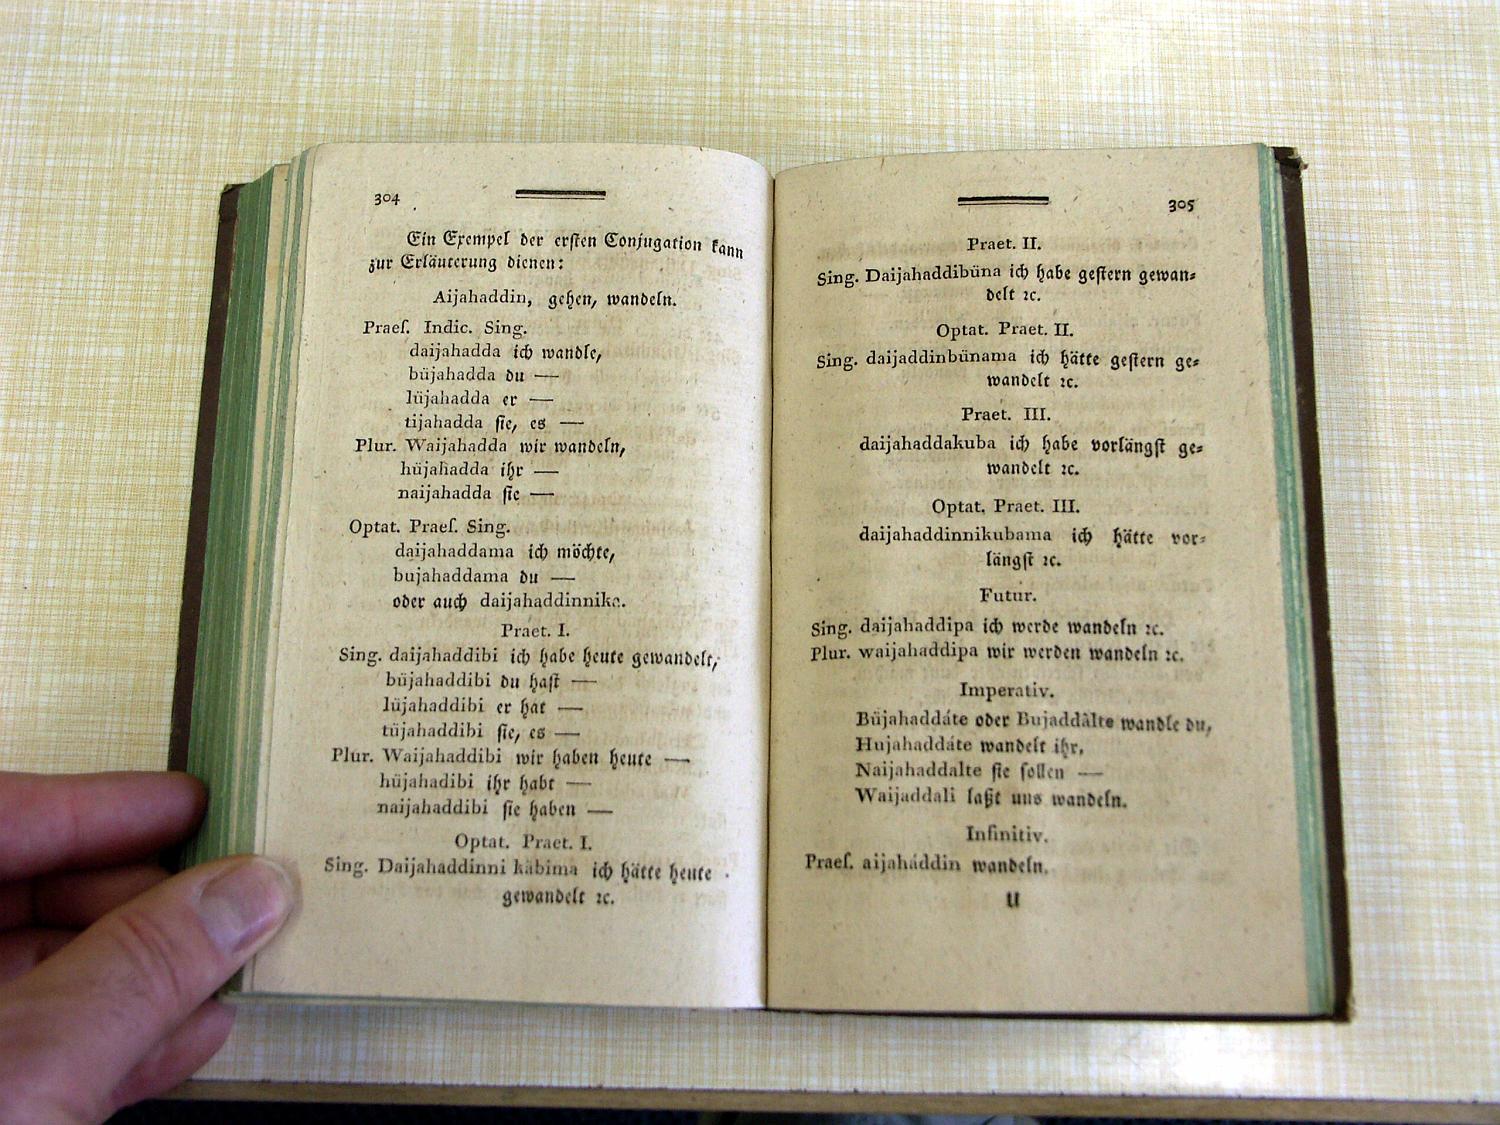 304
Ein Exempel der erſten Conjugation kann
zur Erläuterung dienen:
Aijahaddin, gehen, wandeln.
Praeſ. Indic. Sing.
daijahadda ich wandle,
büjahadda du —
lüjahadda er —
tijahadda ſie, es —
Plur. Waijahadda wir wandeln,
hüjahadda ihr —
naijahadda ſie —
Optat. Praeſ. Sing.
daijahaddama ich möchte,
bujahaddama du —
oder auch daijahaddinnika.
Praet. I.
Sing. daijahaddibi ich habe heute gewandelt,
büjahaddibi du haſt —
lüjahaddibi er hat —
tüjahaddibi ſie, es —
Plur. Waijahaddibi wir haben heute —
hüjahadibi ihr habt —
naijahaddibi ſie haben —
Optat. Praet. I.
Sing. Daijahaddinni kabima ich hätte heute
gewandelt ꝛc.
305
Praet. II.
Sing. Daijahaddibüna ich habe geſtern gewan⸗
delt ꝛc.
Optat. Praet. II.
Sing. daijaddinbünama ich hätte geſtern ge⸗
wandelt ꝛc.
Praet. III.
daijahaddakuba ich habe vorlängſt ge⸗
wandelt ꝛc.
Optat. Praet. III.
daijahaddinnikubama ich hätte vor⸗
längſt ꝛc.
Futur.
Sing. daijahaddipa ich werde wandeln ꝛc.
Plur. waijahaddipa wir werden wandeln ꝛc.
Imperativ.
Büjahaddáte oder Bujaddàlte wandle du,
Hujahaddáte wandelt ihr,
Naijahaddalte ſie ſollen —
Waijaddali laßt uns wandeln.
Infinitiv.
Praeſ. aijaháddin wandeln.
U